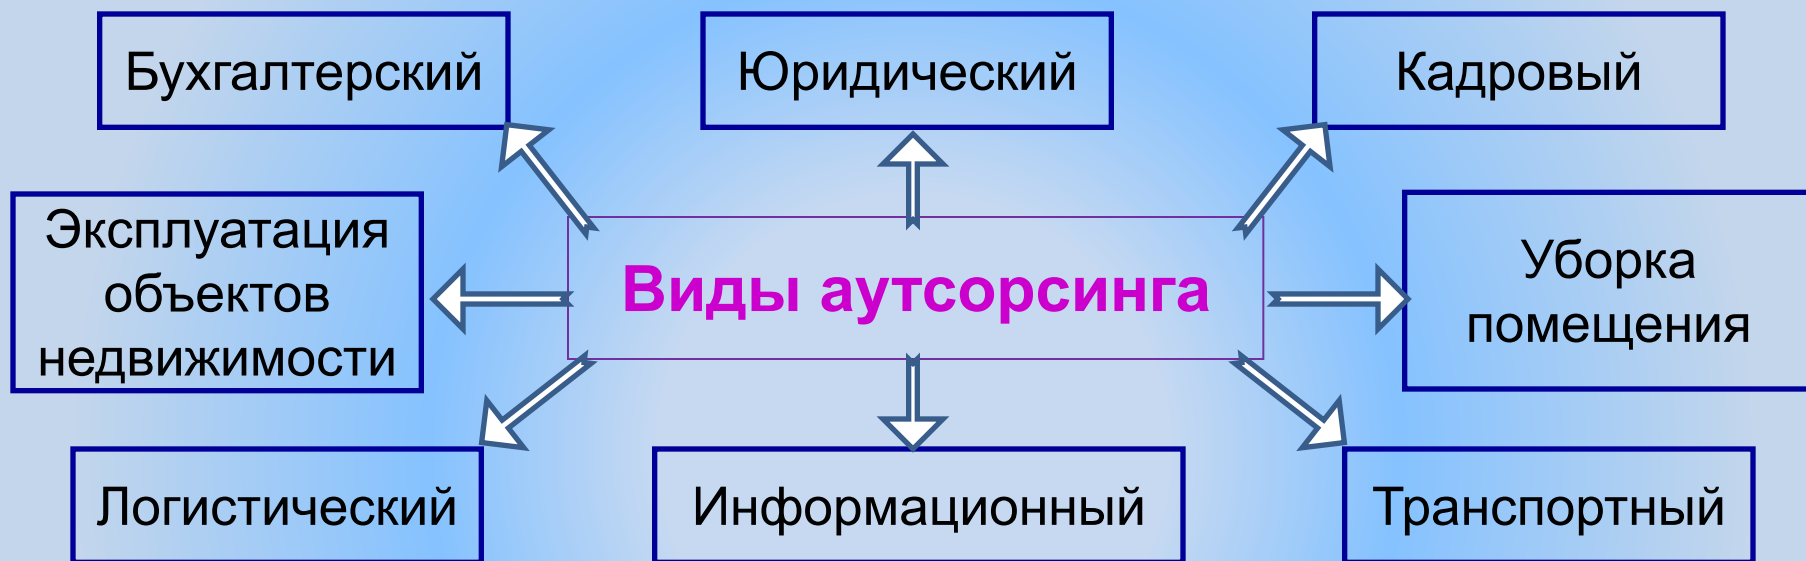 Бухгалтерский
Юридический
Кадровый
Эксплуатация
объектов
недвижимости
Виды аутсорсинга
Уборка
помещения
Логистический
Информационный
Транспортный